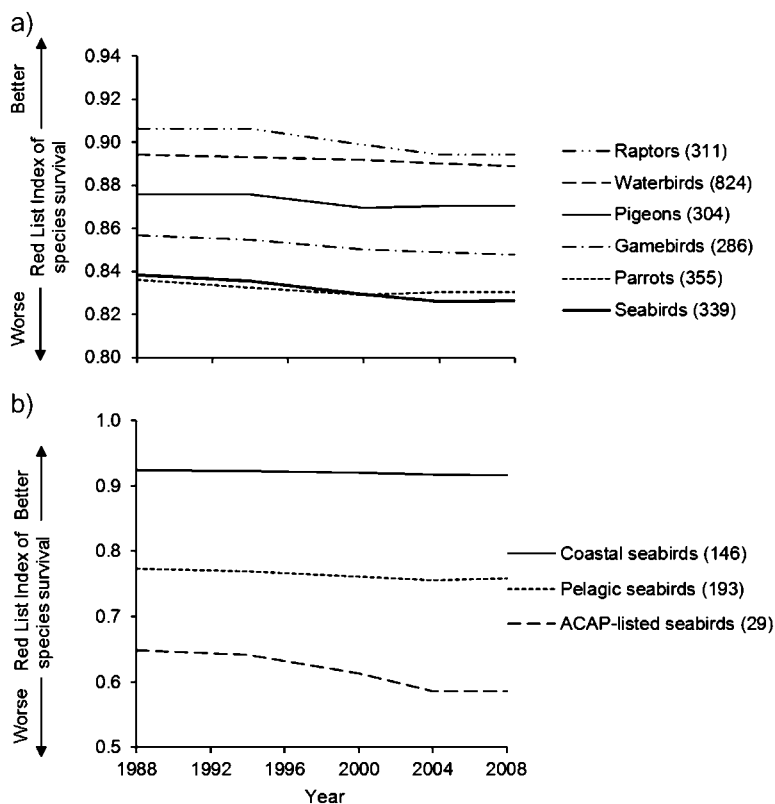 a)
Better
Red List Index of
species survival
Worse
0.94
0.92
0.90
0.88
0.86
0.84
0.82
0.80
Raptors (311)
Waterbirds (824)
Pigeons (304)
Gamebirds (286)
Parrots (355)
Seabirds (339)
b)
Better
Red List Index of
species survival
Worse
1.0
0.9
0.8
0.7
0.6
0.5
Coastal seabirds (146)
Pelagic seabirds (193)
ACAP-listed seabirds (29)
1988 1992 1996 2000 2004 2008
Year